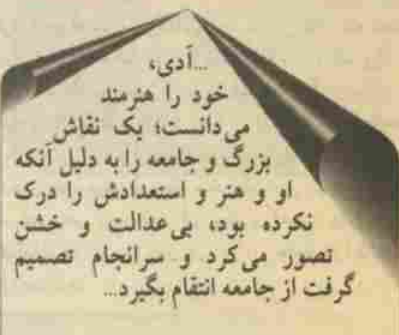 ...آدی،
خود را هنرمند
می‌دانست؛ یک نقاش
بزرگ و جامعه را به دلیل آنکه
او و هنر و استعدادش را درک
نکرده بود، بی‌عدالت و خشن
تصور می‌کرد و سرانجام تصمیم
گرفت از جامعه انتقام بگیرد...